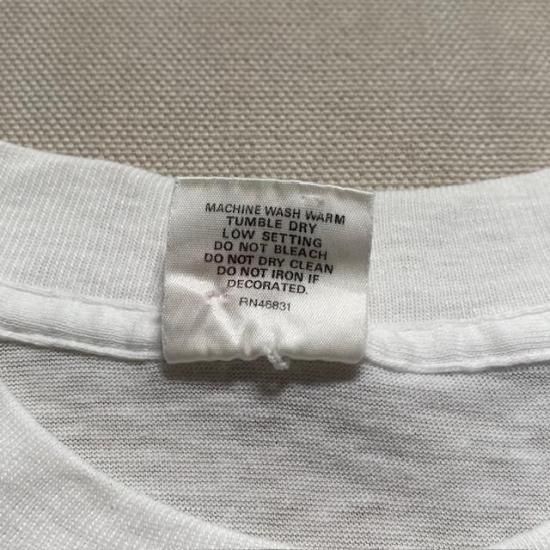 MACHINE WASH WARM
TUMBLE DRY
LOW SETTING
DO NOT BLEACH
DO NOT DRY CLEAN
DO NOT IRON IF
DECORATED.
RN46831